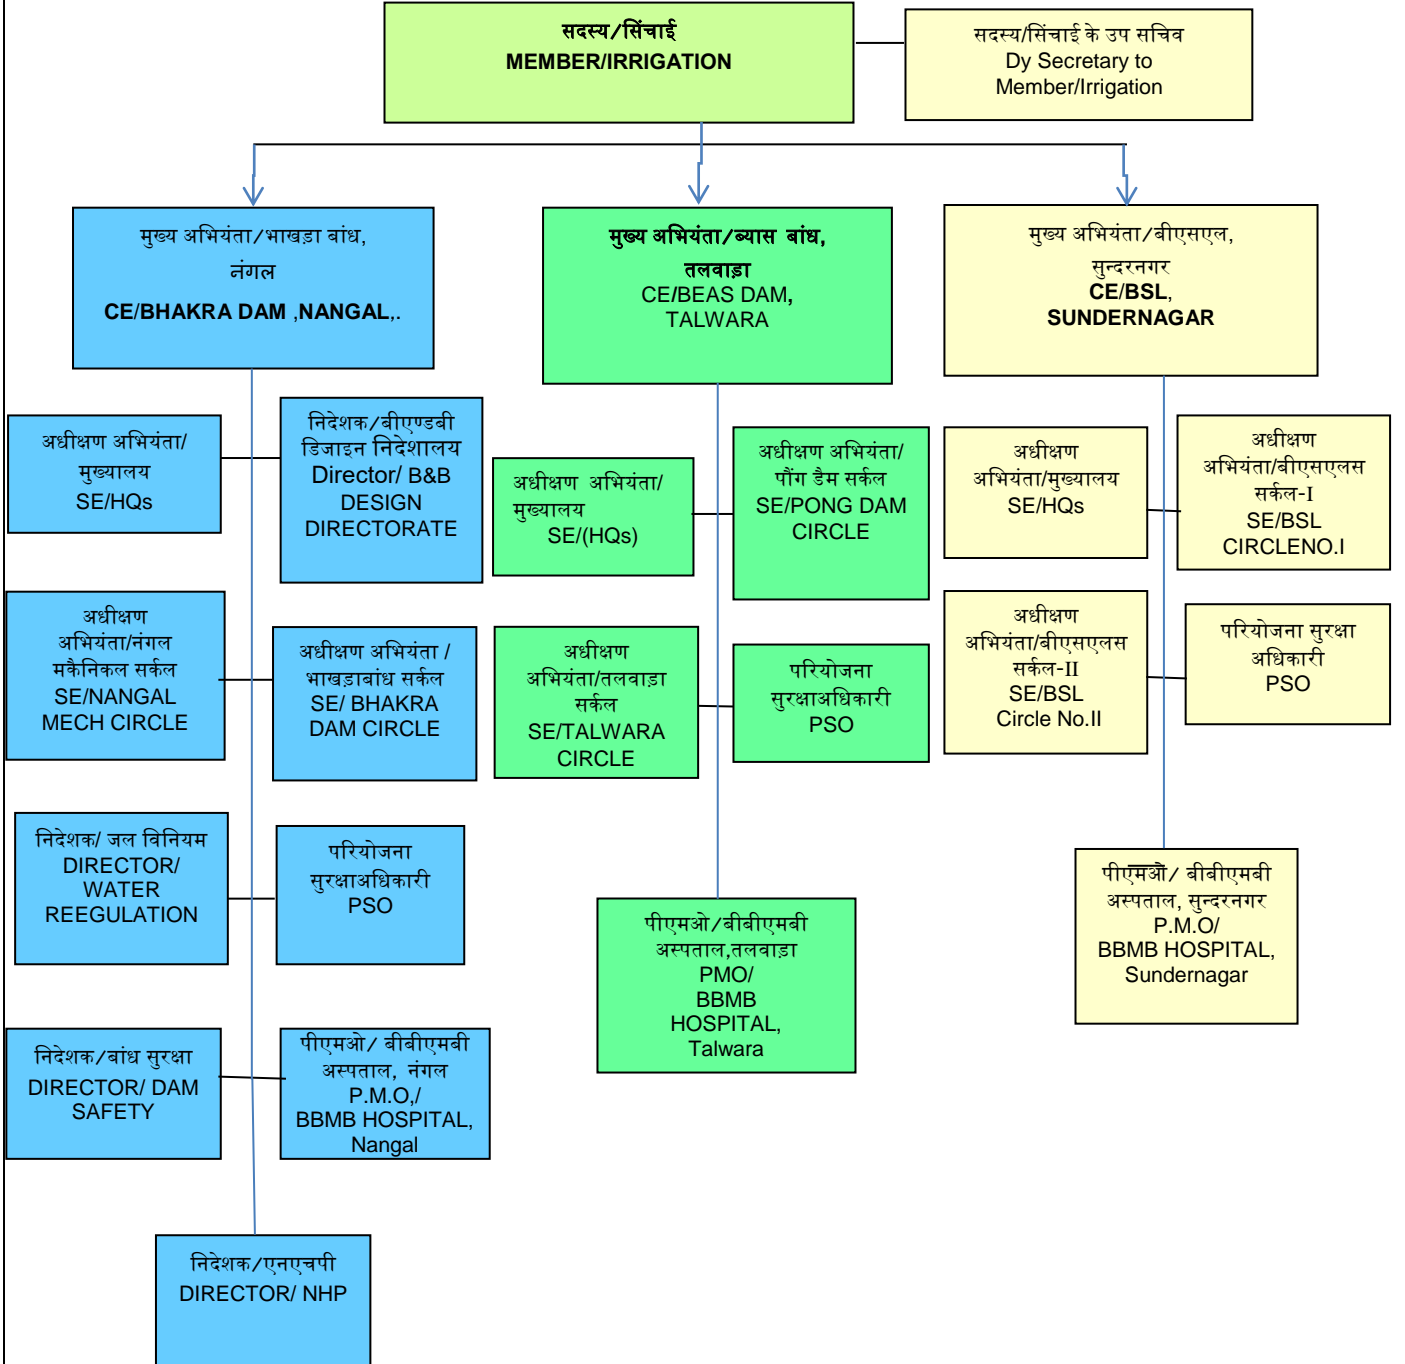 सदस्य/सिंचाई
MEMBER/IRRIGATION
सदस्य/सिंचाई के उप सचिव
Dy Secretary to
Member/Irrigation
मुख्य अभियंता/भाखड़ा बांध,
नंगल
CE/BHAKRA DAM ,NANGAL,.
मुख्य अभियंता/ब्यास बांध,
तलवाड़ा
CE/BEAS DAM,
TALWARA
मुख्य अभियंता/बीएसएल,
सुन्दरनगर
CE/BSL,
SUNDERNAGAR
अधीक्षण अभियंता/
मुख्यालय
SE/HQs
निदेशक/बीएण्डबी
डिजाइन निदेशालय
Director/ B&B
DESIGN
DIRECTORATE
अधीक्षण
अभियंता/नंगल
मकैनिकल सर्कल
SE/NANGAL
MECH CIRCLE
अधीक्षण अभियंता /
भाखड़ाबांध सर्कल
SE/ BHAKRA
DAM CIRCLE
निदेशक/ जल विनियम
DIRECTOR/
WATER
REEGULATION
परियोजना
सुरक्षाअधिकारी
PSO
निदेशक/बांध सुरक्षा
DIRECTOR/ DAM
SAFETY
पीएमओ/ बीबीएमबी
अस्पताल, नंगल
P.M.O,/
BBMB HOSPITAL,
Nangal
निदेशक/एनएचपी
DIRECTOR/ NHP
अधीक्षण अभियंता/
मुख्यालय
SE/(HQs)
अधीक्षण अभियंता/
पौंग डैम सर्कल
SE/PONG DAM
CIRCLE
अधीक्षण
अभियंता/तलवाड़ा
सर्कल
SE/TALWARA
CIRCLE
परियोजना
सुरक्षाअधिकारी
PSO
पीएमओ/बीबीएमबी
अस्पताल,तलवाड़ा
PMO/
BBMB
HOSPITAL,
Talwara
अधीक्षण
अभियंता/मुख्यालय
SE/HQs
अधीक्षण
अभियंता/बीएसएलस
सर्कल-I
SE/BSL
CIRCLENO.I
अधीक्षण
अभियंता/बीएसएलस
सर्कल-II
SE/BSL
Circle No.II
परियोजना सुरक्षा
अधिकारी
PSO
पीएमओ/ बीबीएमबी
अस्पताल, सुन्दरनगर
P.M.O/
BBMB HOSPITAL,
Sundernagar